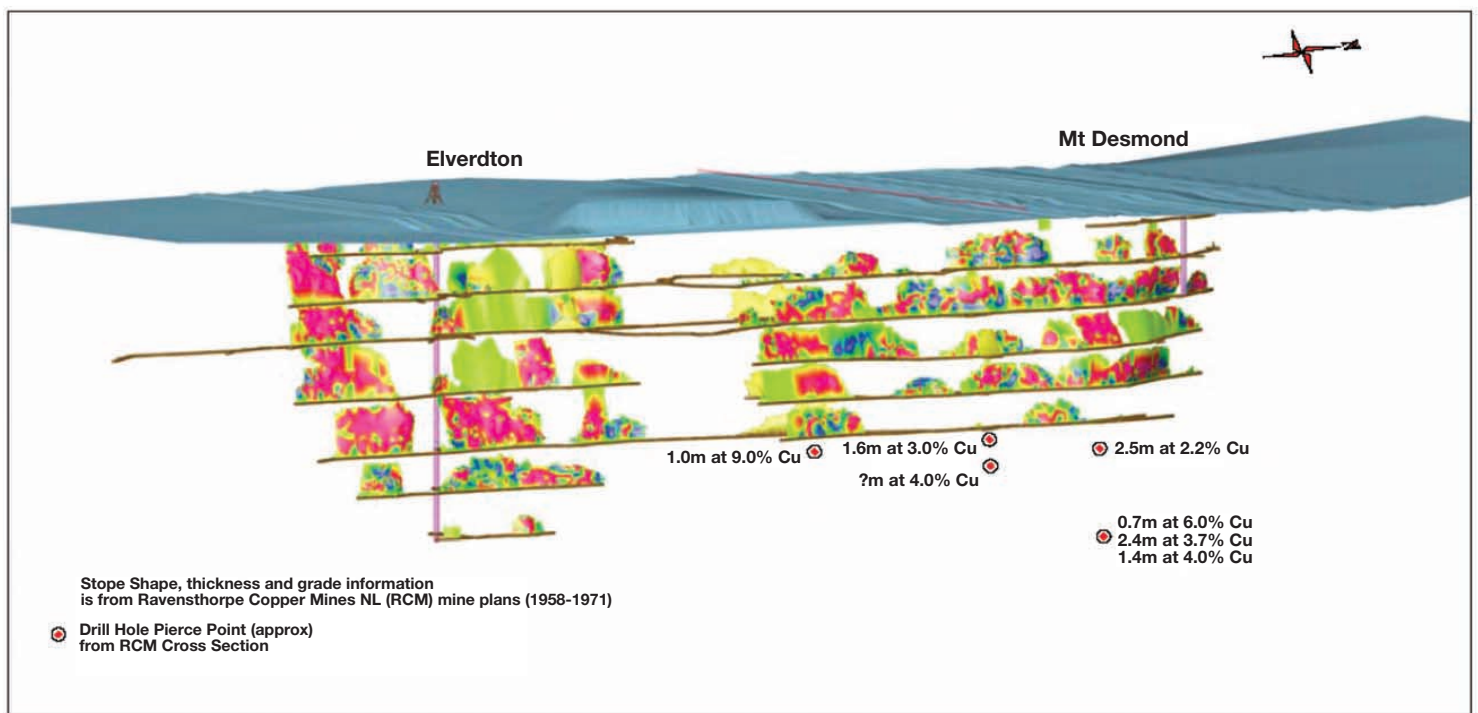 Elverdton
Mt Desmond
1.0m at 9.0% Cu
1.6m at 3.0% Cu
?m at 4.0% Cu
2.5m at 2.2% Cu
0.7m at 6.0% Cu
2.4m at 3.7% Cu
1.4m at 4.0% Cu
Stope Shape, thickness and grade information
is from Ravensthorpe Copper Mines NL (RCM) mine plans (1958-1971)
Drill Hole Pierce Point (approx)
from RCM Cross Section